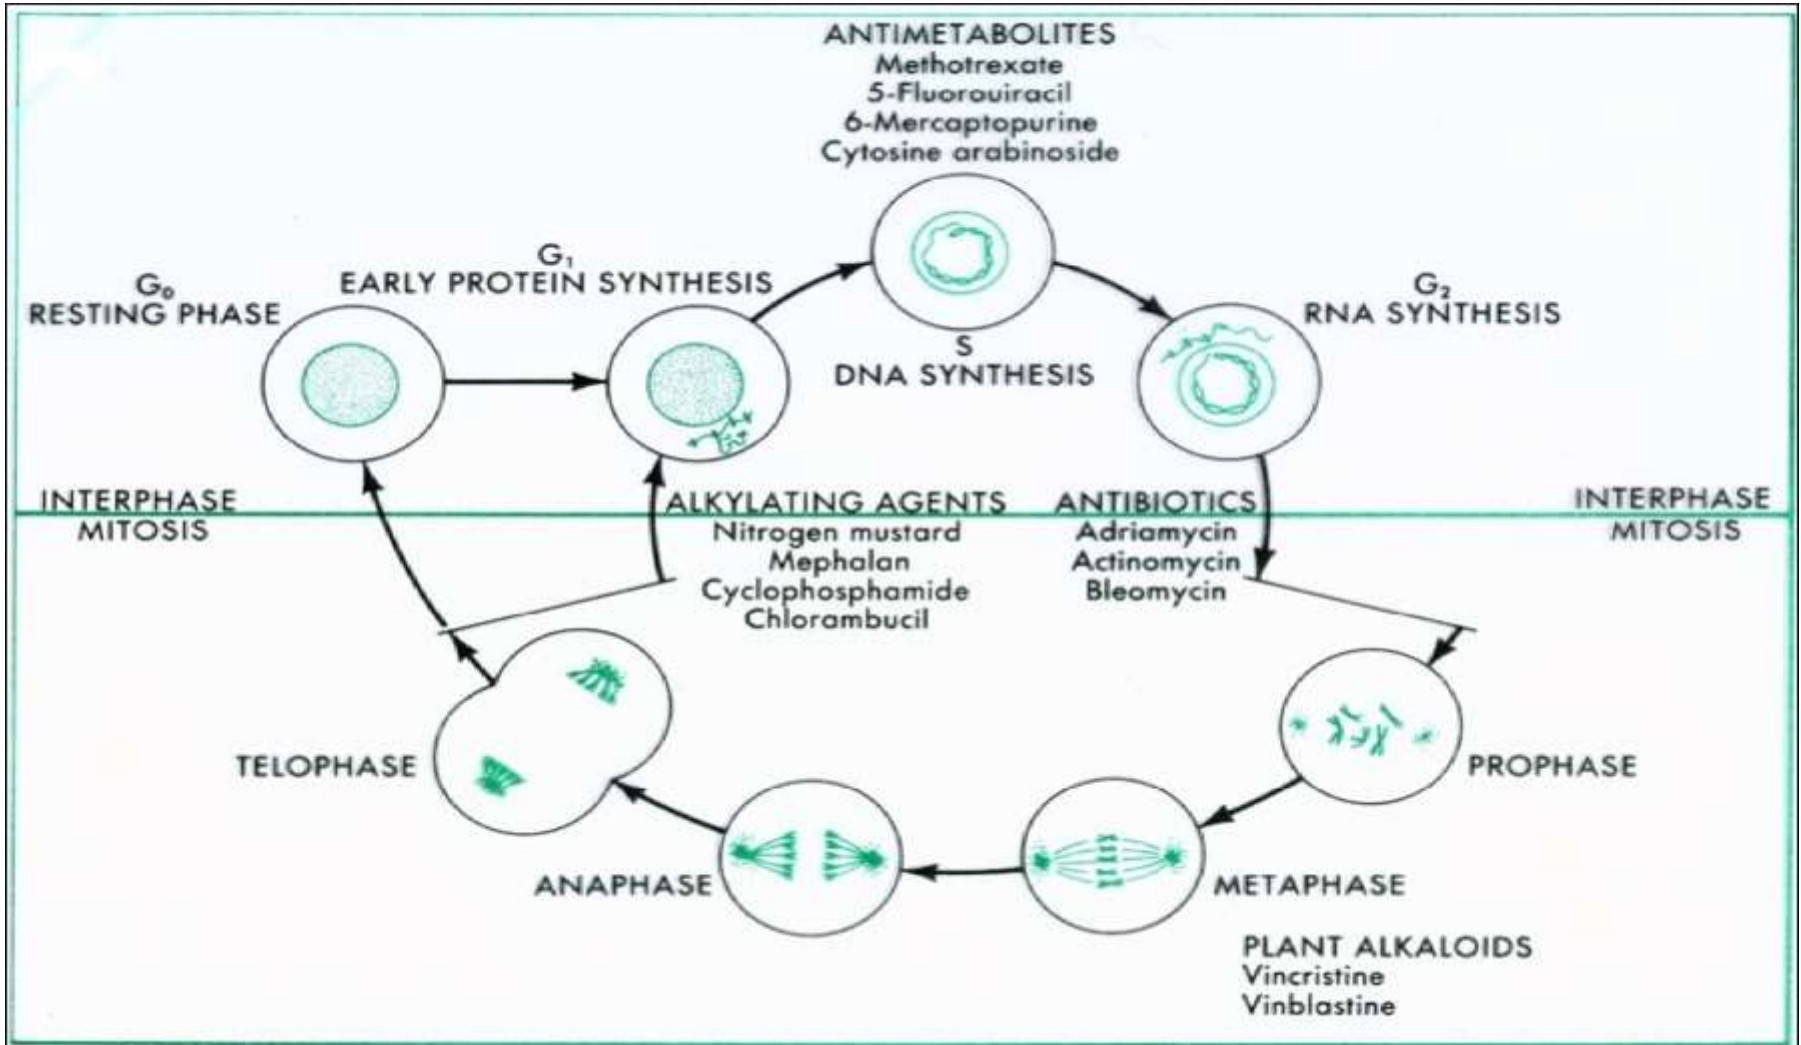 ANTIMETABOLITES
Methotrexate
5-Fluorouiracil
6-Mercaptopurine
Cytosine arabinoside
G₁
EARLY PROTEIN SYNTHESIS
G₀
RESTING PHASE
G₂
RNA SYNTHESIS
S
DNA SYNTHESIS
INTERPHASE
MITOSIS
ALKYLATING AGENTS
Nitrogen mustard
Mephalan
Cyclophosphamide
Chlorambucil
ANTIBIOTICS
Adriamycin
Actinomycin
Bleomycin
INTERPHASE
MITOSIS
TELOPHASE
PROPHASE
ANAPHASE
METAPHASE
PLANT ALKALOIDS
Vincristine
Vinblastine